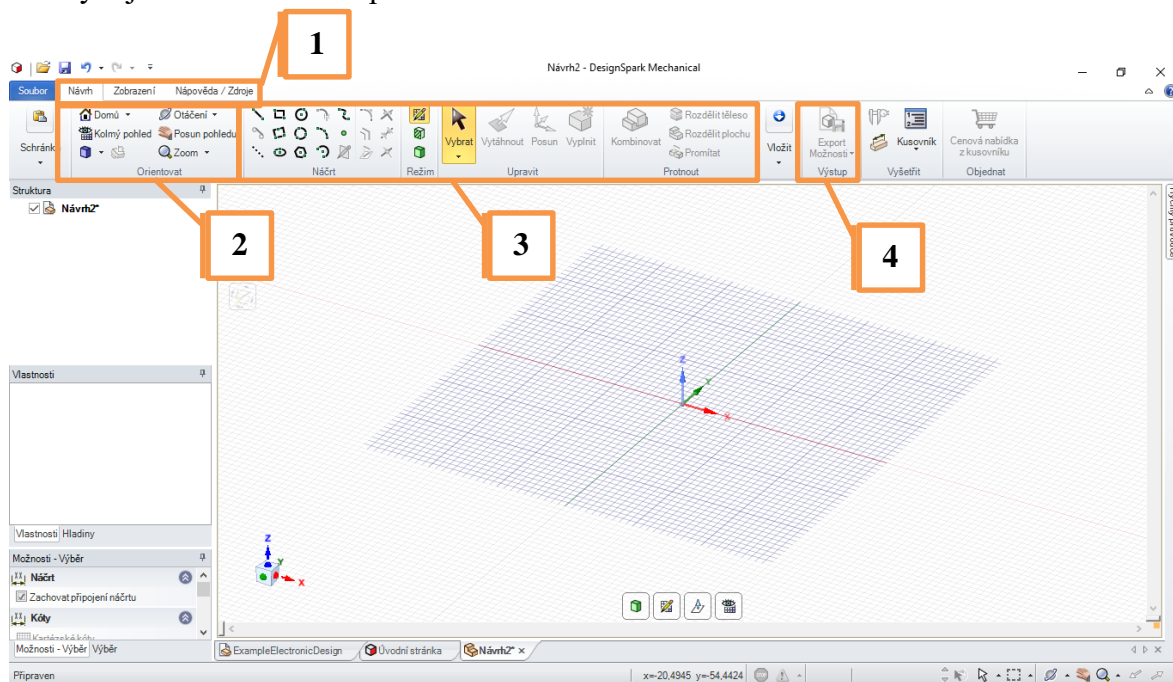 1
Návrh2 - DesignSpark Mechanical
Soubor Návrh Zobrazení Nápověda / Zdroje
Domů Otáčení
Kolmý pohled Posun pohledu
Zoom
Schránk
Orientovat
Náčrt
Režim
Vybrat Vytáhnout Posun Vyplnit
Upravit
Kombinovat
Rozdělit těleso
Rozdělit plochu
Promítat
Protnout
Vložit
Export
Možnosti
Výstup
Kusovník
Vyšetřit
Cenová nabídka
z kusovníku
Objednat
Struktura
Návrh2*
2
3
4
Z
Y
X
Vlastnosti
Vlastnosti Hladiny
Možnosti - Výběr
Náčrt
Zachovat připojení náčrtu
Kóty
Kartézské kóty
Z
Y
X
Možnosti - Výběr Výběr
ExampleElectronicDesign Úvodní stránka Návrh2*
Připraven
x=-20,4945 y=-54,4424